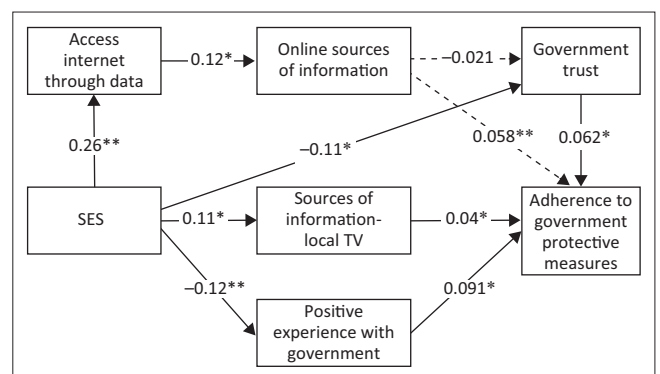 Access
internet
through data
0.12*
Online sources
of information
−0.021
Government
trust
0.26**
−0.11*
0.058**
0.062*
SES
0.11*
Sources of
information-
local TV
0.04*
Adherence to
government
protective
measures
−0.12**
0.091*
Positive
experience with
government